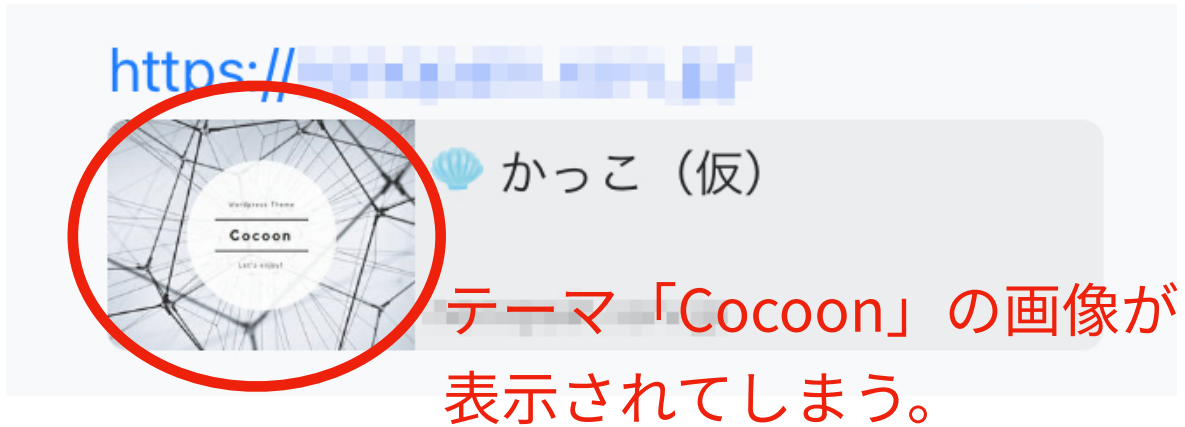 https://
🐚 かっこ（仮）
Wordpress Theme
Cocoon
Let's enjoy!
テーマ「Cocoon」の画像が
表示されてしまう。